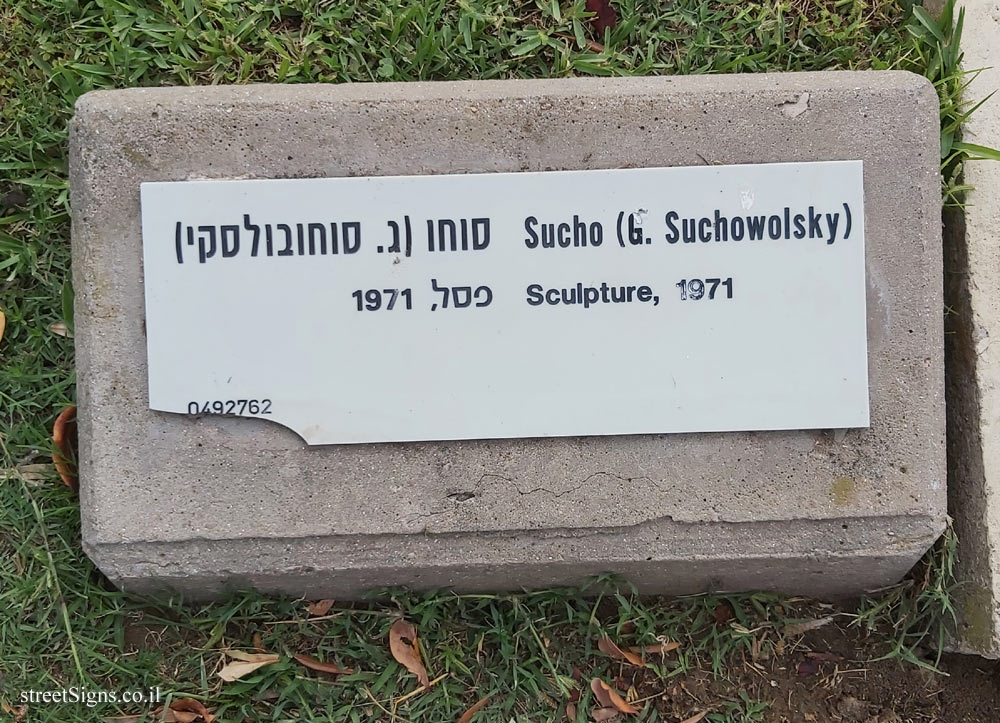 סוחו (ג. סוחובולסקי) Sucho (G. Suchowolsky)
פסל, 1971 Sculpture, 1971
0492762
streetSigns.co.il